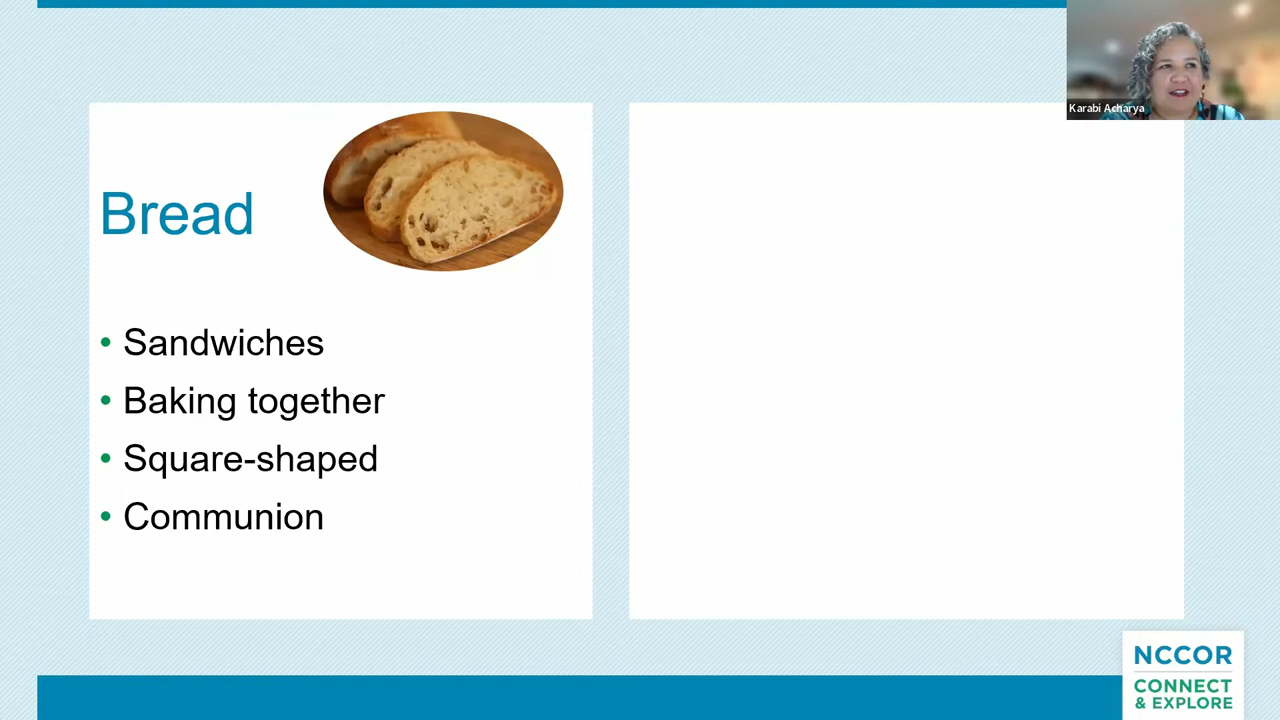 Karabi Acharya
Bread
• Sandwiches
• Baking together
• Square-shaped
• Communion
NCCOR
CONNECT
& EXPLORE